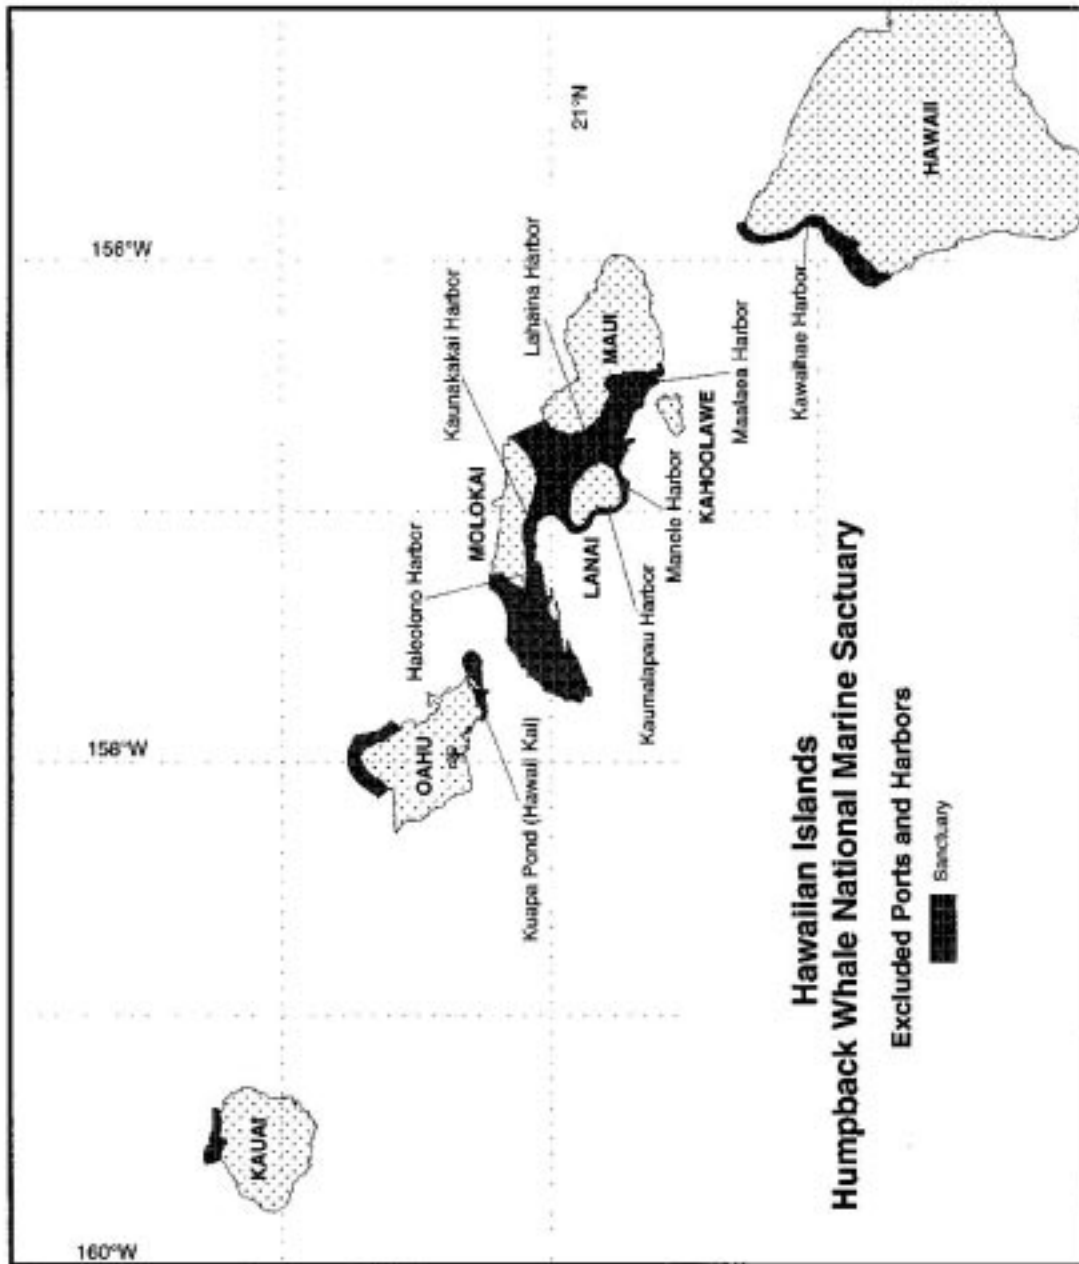 Hawaiian Islands
Humpback Whale National Marine Sactuary
Excluded Ports and Harbors
Sanctuary
160°W
158°W
156°W
21°N
KAUAI
OAHU
MOLOKAI
LANAI
MAUI
KAHOOLAWE
HAWAII
Kuapa Pond (Hawaii Kai)
Haleolono Harbor
Kaunakakai Harbor
Lahaina Harbor
Kaumalapau Harbor
Manele Harbor
Maalaea Harbor
Kawaihae Harbor